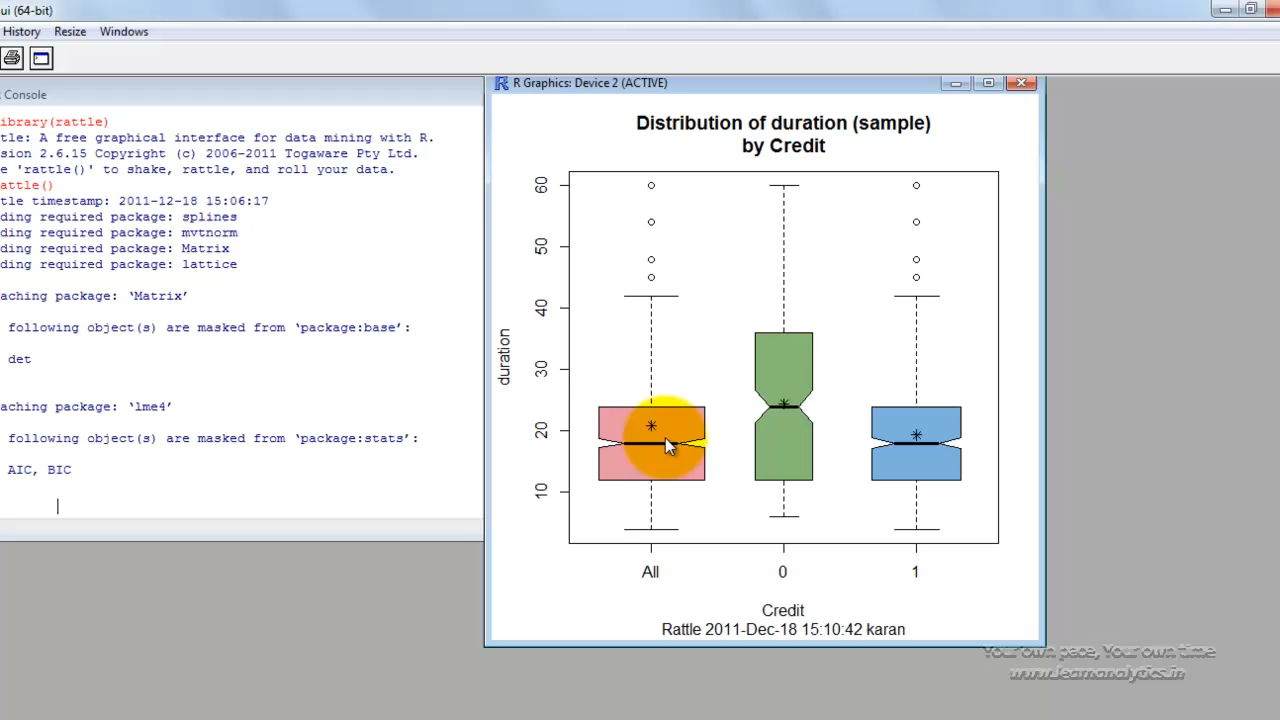 ui (64-bit)
History Resize Windows
Console
ibrary(rattle)
tle: A free graphical interface for data mining with R.
sion 2.6.15 Copyright (c) 2006-2011 Togaware Pty Ltd.
e 'rattle()' to shake, rattle, and roll your data.
attle()
tle timestamp: 2011-12-18 15:06:17
ding required package: splines
ding required package: mvtnorm
ding required package: Matrix
ding required package: lattice
aching package: ‘Matrix’
following object(s) are masked from ‘package:base’:
det
aching package: ‘lme4’
following object(s) are masked from ‘package:stats’:
AIC, BIC
R Graphics: Device 2 (ACTIVE)
Distribution of duration (sample)
by Credit
duration
60
50
40
30
20
10
All 0 1
Credit
Rattle 2011-Dec-18 15:10:42 karan
Your own pace, Your own time
www.learnanalytics.in